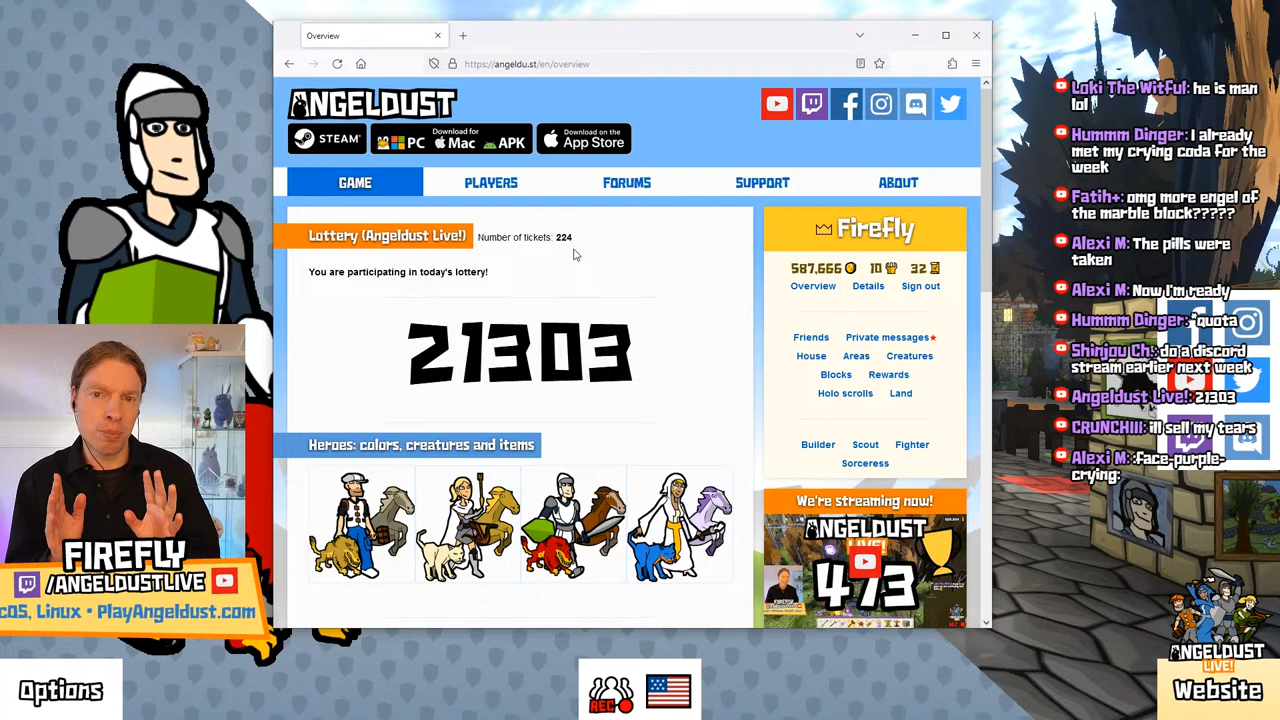 Overview
https://angeldu.st/en/overview
ANGELDUST
STEAM®
PC
Download for
Mac
APK
Download on the
App Store
GAME
PLAYERS
FORUMS
SUPPORT
ABOUT
Lottery (Angeldust Live!)
Number of tickets: 224
You are participating in today's lottery!
21303
Heroes: colors, creatures and items
Firefly
587,666
10
32
Overview
Details
Sign out
Friends
Private messages★
House
Areas
Creatures
Blocks
Rewards
Holo scrolls
Land
Builder
Scout
Fighter
Sorceress
We're streaming now!
ANGELDUST
LIVE!
473
Loki The Witful: he is man
lol
Hummm Dinger: I already
met my crying coda for the
week
Fatih+: omg more engel of
the marble block?????
Alexi M: The pills were
taken
Alexi M: Now I'm ready
Hummm Dinger: *quota
Shinjou Ch.: do a discord
stream earlier next week
Angeldust Live!: 21303
CRUNCHIII: ill sell my tears
Alexi M: :face-purple-
crying:
FIREFLY
/ANGELDUSTLIVE
cOS, Linux • PlayAngeldust.com
Options
REC
ANGELDUST
LIVE!
Website